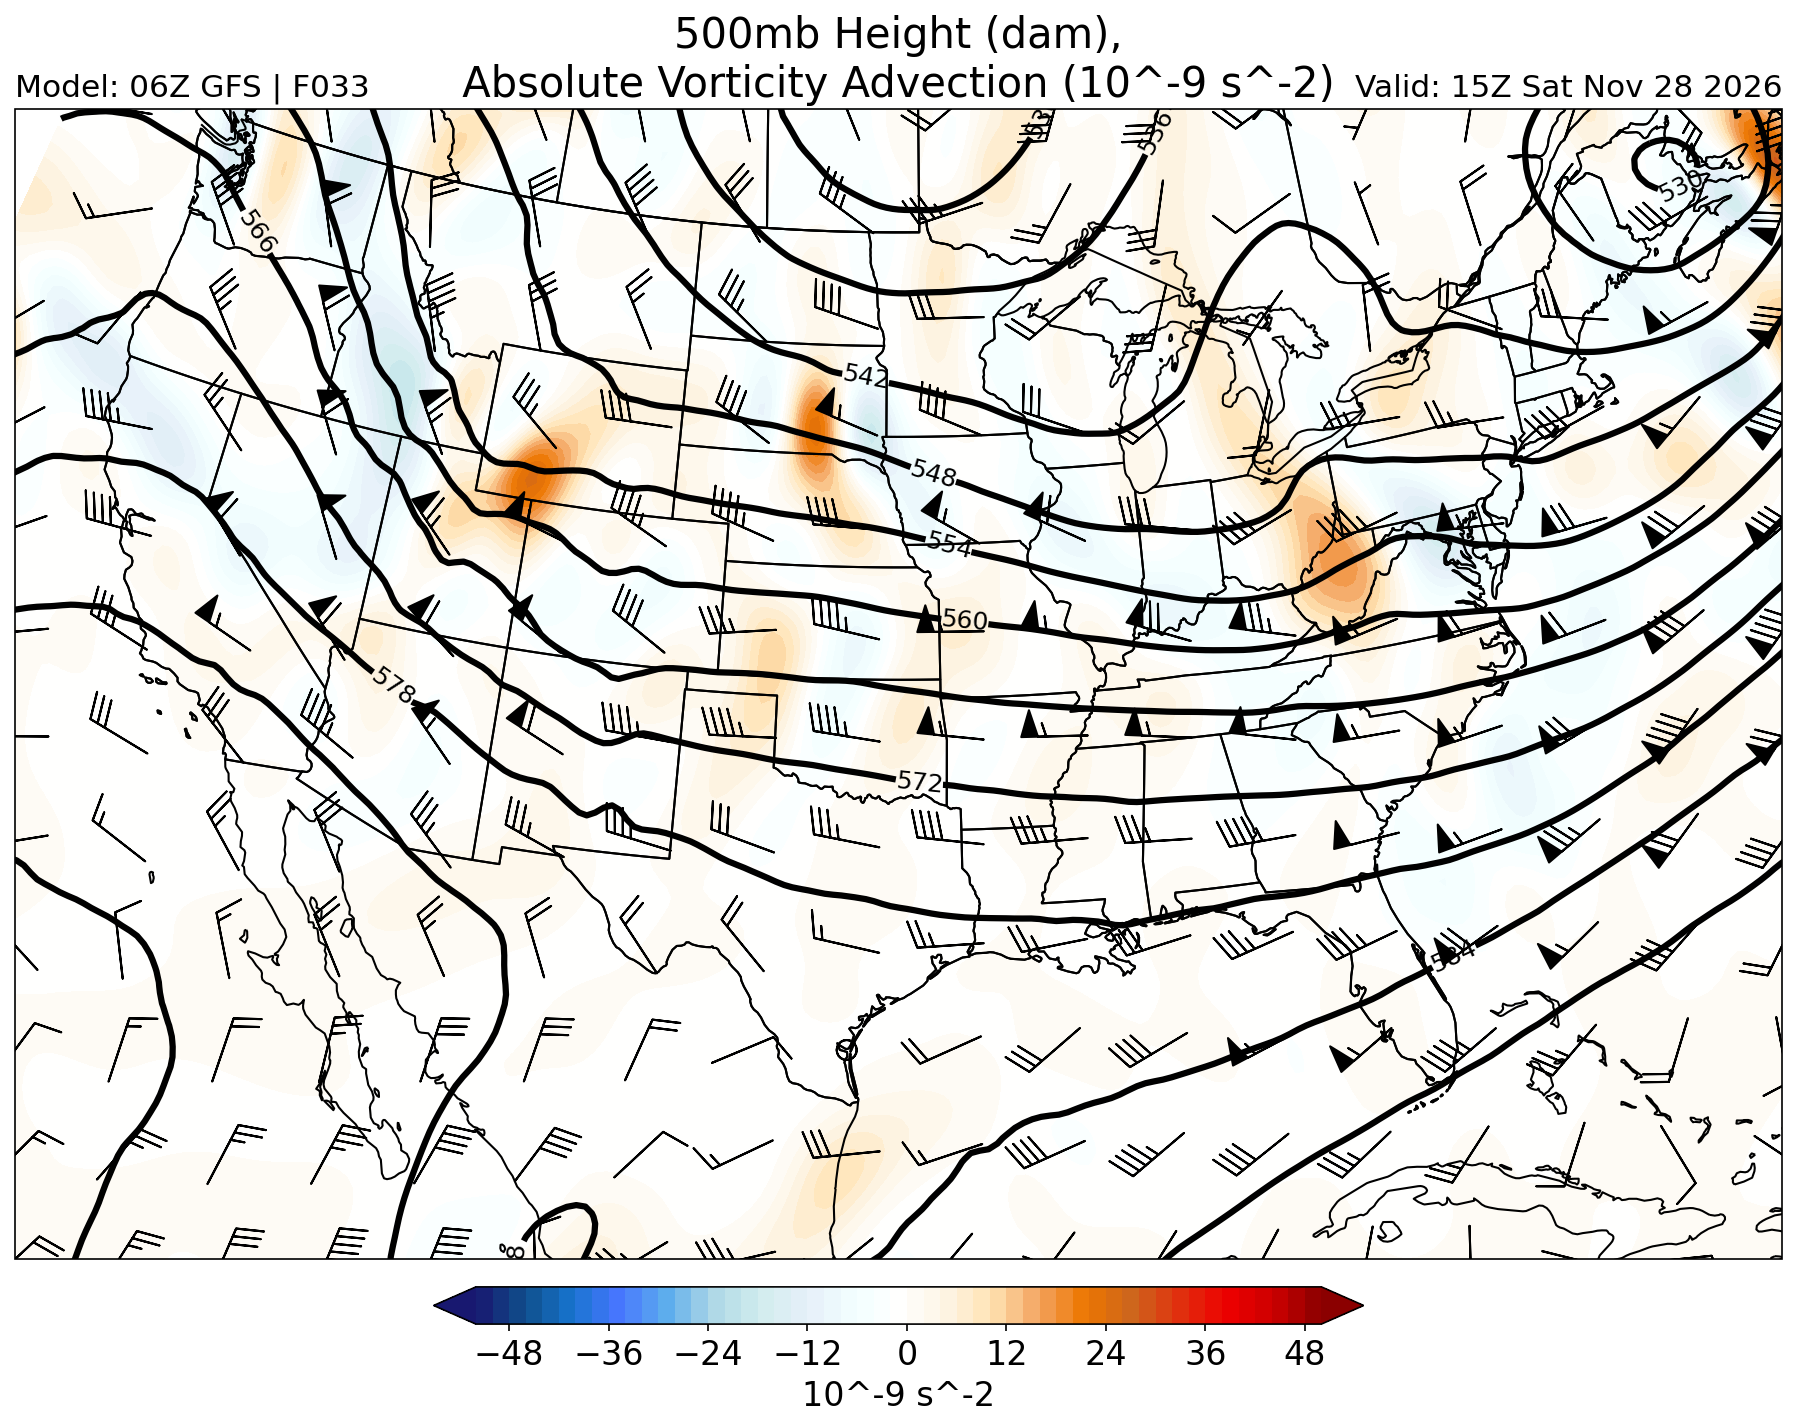 500mb Height (dam),
Model: 06Z GFS | F033
Absolute Vorticity Advection (10^-9 s^-2)
Valid: 15Z Sat Nov 28 2026
536
530
566
542
548
554
560
578
572
584
8
−48 −36 −24 −12 0 12 24 36 48
10^-9 s^-2